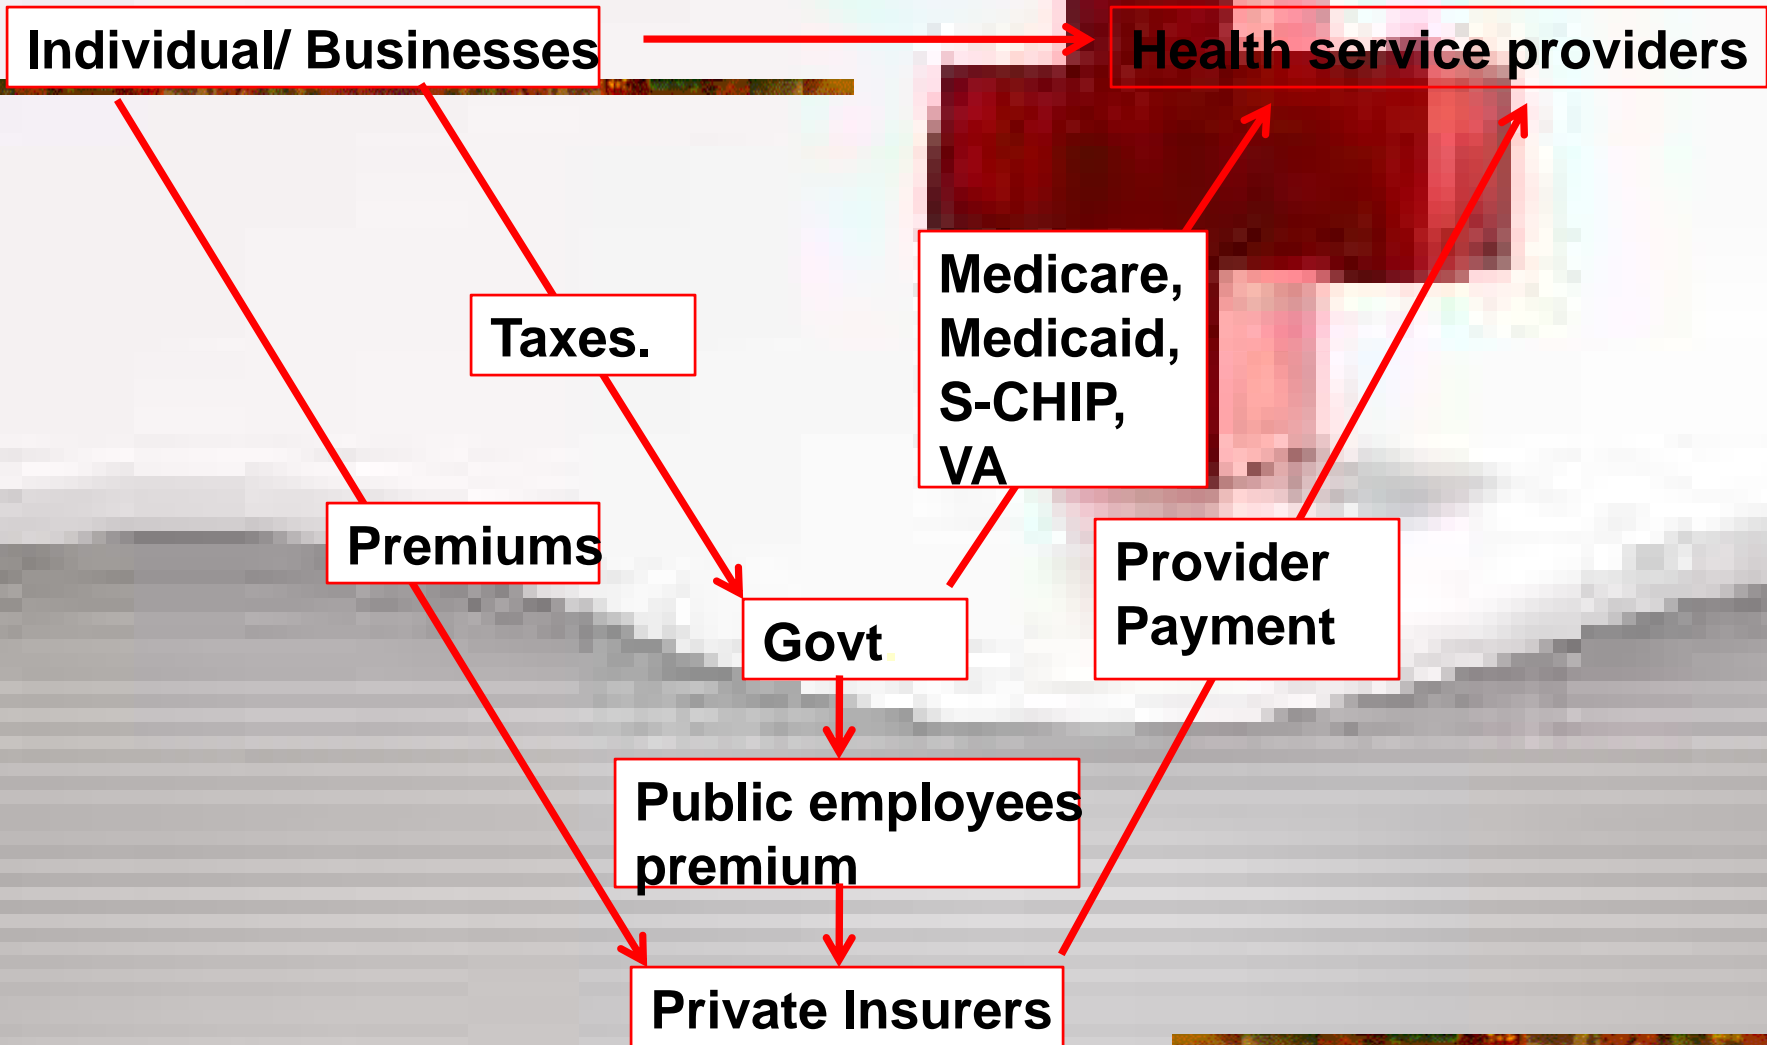 Individual/ Businesses
Health service providers
Medicare,
Medicaid,
S-CHIP,
VA
Taxes.
Premiums
Provider
Payment
Govt.
Public employees
premium
Private Insurers